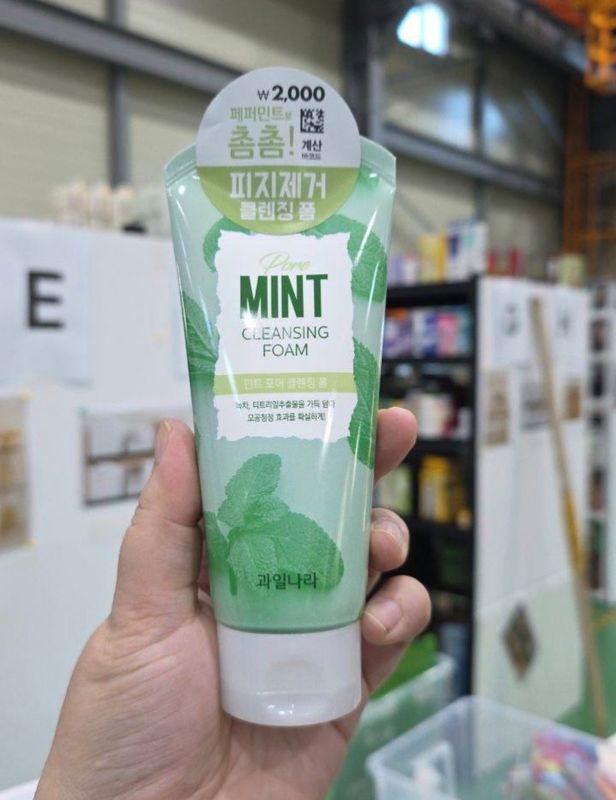 ₩2,000
페퍼민트로
촘촘!
계산
바코드
피지제거
클렌징 폼
Pore
MINT
CLEANSING
FOAM
민트 포어 클렌징 폼
녹차, 티트리잎추출물을 가득 담아
모공청정 효과를 확실하게!
과일나라
E
G